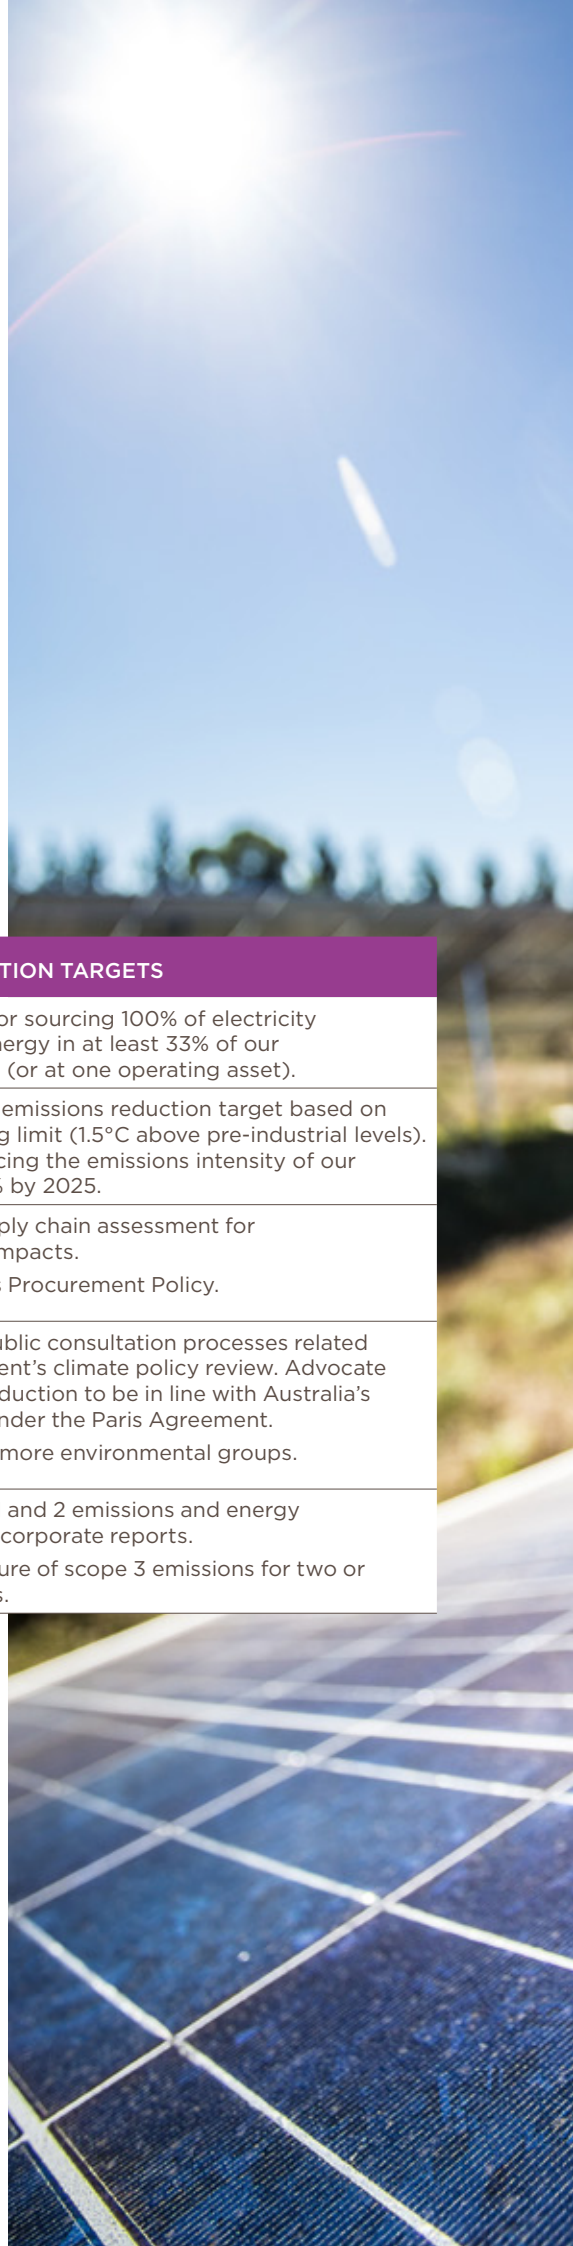 TION TARGETS
or sourcing 100% of electricity
nergy in at least 33% of our
(or at one operating asset).
emissions reduction target based on
g limit (1.5°C above pre-industrial levels).
cing the emissions intensity of our
by 2025.
ply chain assessment for
mpacts.
s Procurement Policy.
ublic consultation processes related
ent's climate policy review. Advocate
duction to be in line with Australia's
nder the Paris Agreement.
more environmental groups.
and 2 emissions and energy
corporate reports.
ure of scope 3 emissions for two or
s.